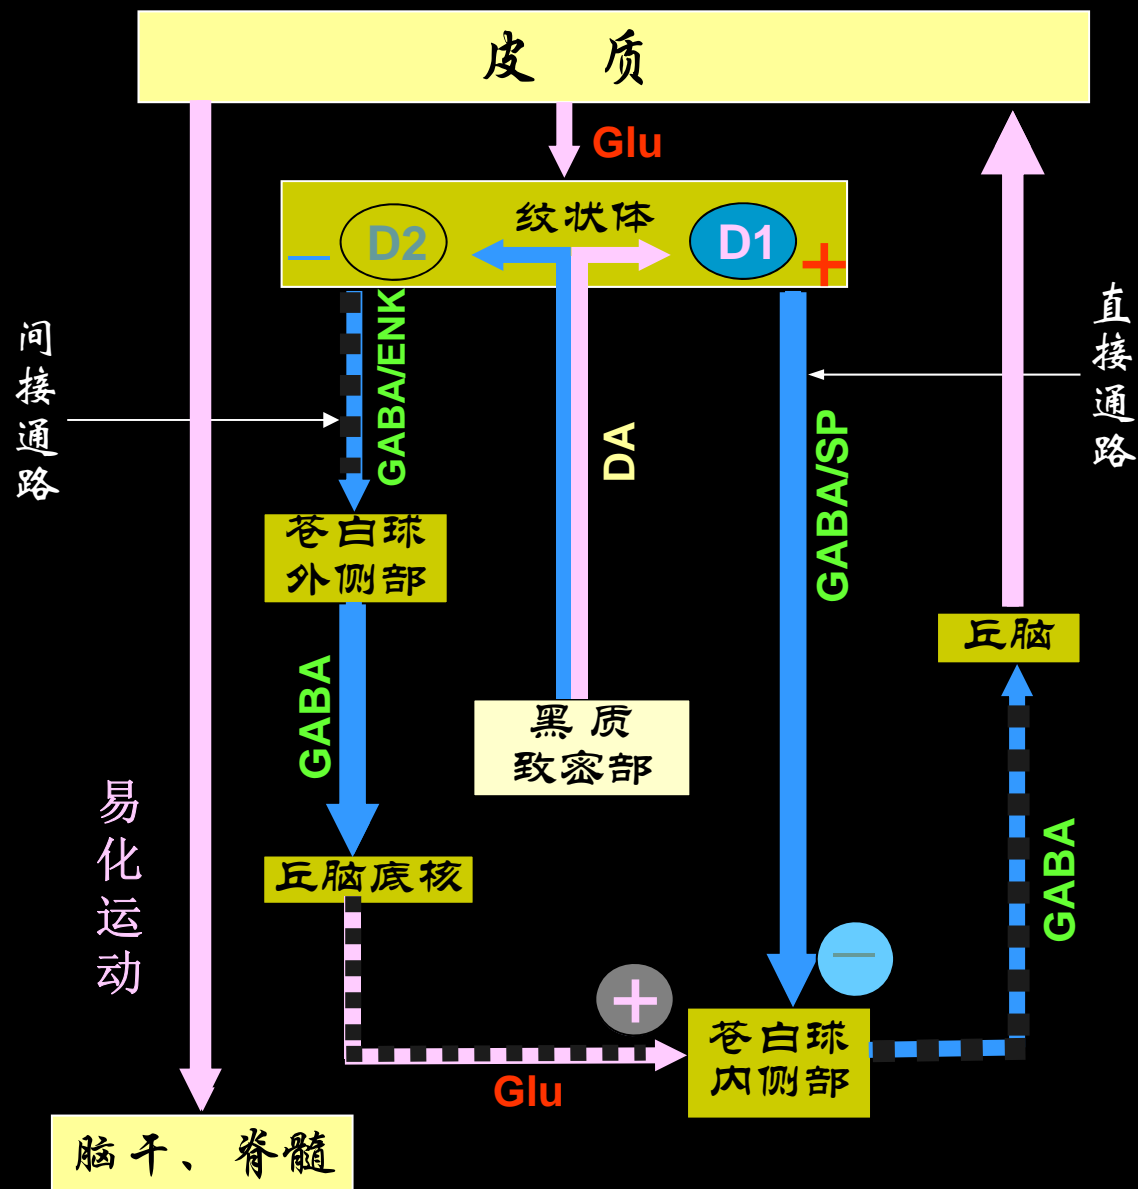 皮 质
Glu
纹状体
D2
D1
−
+
GABA/ENK
间接通路
直接通路
DA
GABA/SP
苍白球
外侧部
丘脑
GABA
黑 质
致密部
易化运动
GABA
丘脑底核
+
−
苍白球
内侧部
Glu
脑干、脊髓